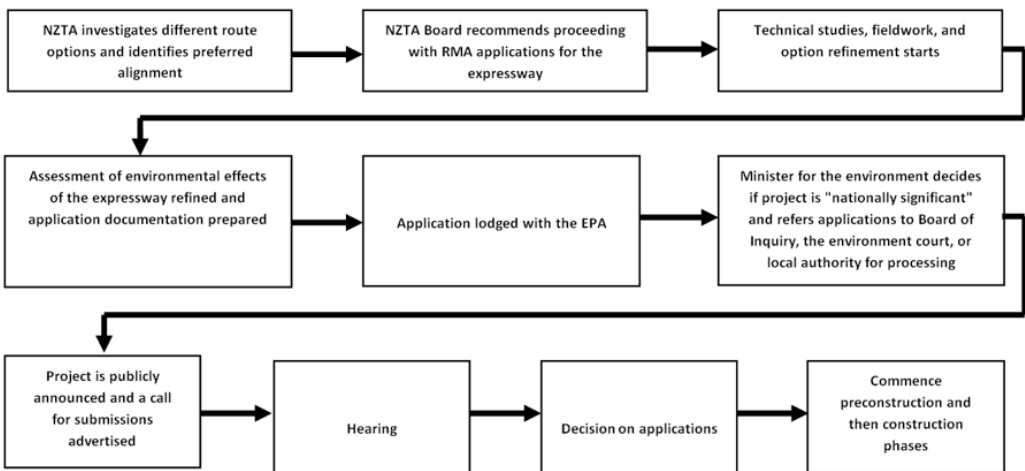 NZTA investigates different route
options and identifies preferred
alignment
NZTA Board recommends proceeding
with RMA applications for the
expressway
Technical studies, fieldwork, and
option refinement starts
Assessment of environmental effects
of the expressway refined and
application documentation prepared
Application lodged with the EPA
Minister for the environment decides
if project is "nationally significant"
and refers applications to Board of
Inquiry, the environment court, or
local authority for processing
Project is publicly
announced and a call
for submissions
advertised
Hearing
Decision on applications
Commence
preconstruction and
then construction
phases